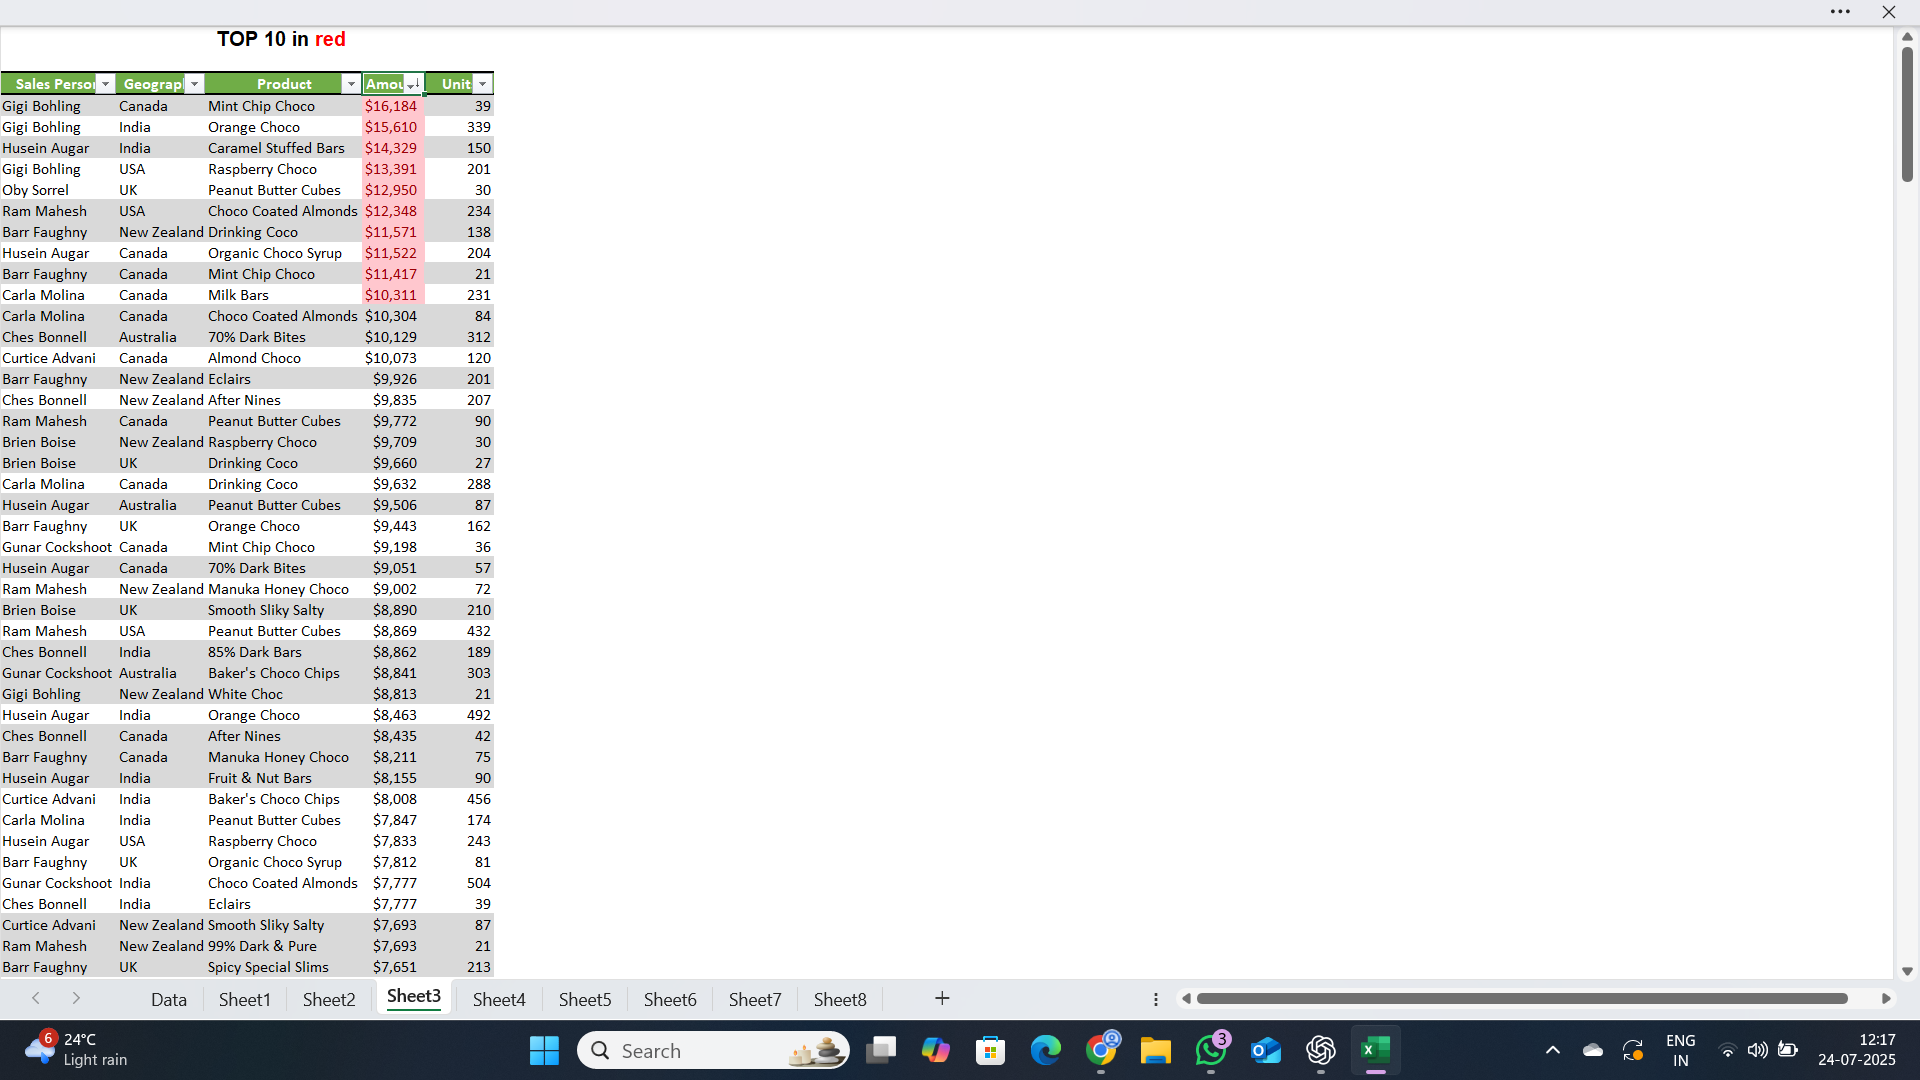 TOP 10 in red
Sales Perso Geograp Product Amou Unit
Gigi Bohling Canada Mint Chip Choco $16,184 39
Gigi Bohling India Orange Choco $15,610 339
Husein Augar India Caramel Stuffed Bars $14,329 150
Gigi Bohling USA Raspberry Choco $13,391 201
Oby Sorrel UK Peanut Butter Cubes $12,950 30
Ram Mahesh USA Choco Coated Almonds $12,348 234
Barr Faughny New Zealand Drinking Coco $11,571 138
Husein Augar Canada Organic Choco Syrup $11,522 204
Barr Faughny Canada Mint Chip Choco $11,417 21
Carla Molina Canada Milk Bars $10,311 231
Carla Molina Canada Choco Coated Almonds $10,304 84
Ches Bonnell Australia 70% Dark Bites $10,129 312
Curtice Advani Canada Almond Choco $10,073 120
Barr Faughny New Zealand Eclairs $9,926 201
Ches Bonnell New Zealand After Nines $9,835 207
Ram Mahesh Canada Peanut Butter Cubes $9,772 90
Brien Boise New Zealand Raspberry Choco $9,709 30
Brien Boise UK Drinking Coco $9,660 27
Carla Molina Canada Drinking Coco $9,632 288
Husein Augar Australia Peanut Butter Cubes $9,506 87
Barr Faughny UK Orange Choco $9,443 162
Gunar Cockshoot Canada Mint Chip Choco $9,198 36
Husein Augar Canada 70% Dark Bites $9,051 57
Ram Mahesh New Zealand Manuka Honey Choco $9,002 72
Brien Boise UK Smooth Sliky Salty $8,890 210
Ram Mahesh USA Peanut Butter Cubes $8,869 432
Ches Bonnell India 85% Dark Bars $8,862 189
Gunar Cockshoot Australia Baker's Choco Chips $8,841 303
Gigi Bohling New Zealand White Choc $8,813 21
Husein Augar India Orange Choco $8,463 492
Ches Bonnell Canada After Nines $8,435 42
Barr Faughny Canada Manuka Honey Choco $8,211 75
Husein Augar India Fruit & Nut Bars $8,155 90
Curtice Advani India Baker's Choco Chips $8,008 456
Carla Molina India Peanut Butter Cubes $7,847 174
Husein Augar USA Raspberry Choco $7,833 243
Barr Faughny UK Organic Choco Syrup $7,812 81
Gunar Cockshoot India Choco Coated Almonds $7,777 504
Ches Bonnell India Eclairs $7,777 39
Curtice Advani New Zealand Smooth Sliky Salty $7,693 87
Ram Mahesh New Zealand 99% Dark & Pure $7,693 21
Barr Faughny UK Spicy Special Slims $7,651 213
Data Sheet1 Sheet2 Sheet3 Sheet4 Sheet5 Sheet6 Sheet7 Sheet8
6 24°C
Light rain
Search
3
ENG
IN
12:17
24-07-2025